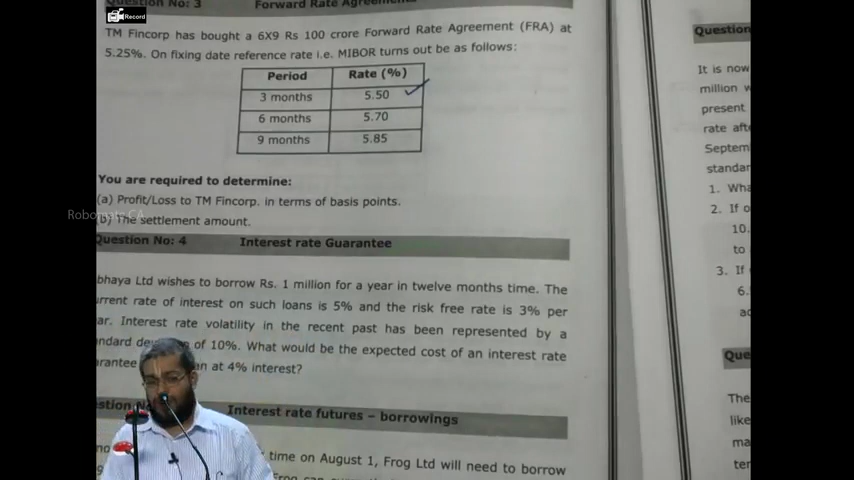 Question No: 3 Forward Rate Agreement
Record
TM Fincorp has bought a 6X9 Rs 100 crore Forward Rate Agreement (FRA) at
5.25%. On fixing date reference rate i.e. MIBOR turns out be as follows:
Period Rate (%)
3 months 5.50
6 months 5.70
9 months 5.85
You are required to determine:
(a) Profit/Loss to TM Fincorp. in terms of basis points.
(b) The settlement amount.
Question No: 4 Interest rate Guarantee
bhaya Ltd wishes to borrow Rs. 1 million for a year in twelve months time. The
urrent rate of interest on such loans is 5% and the risk free rate is 3% per
ar. Interest rate volatility in the recent past has been represented by a
ndard de of 10%. What would be the expected cost of an interest rate
arantee an at 4% interest?
stion No Interest rate futures – borrowings
time on August 1, Frog Ltd will need to borrow
Question
It is now
million w
present
rate aft
Septem
standar
1. Wha
2. If o
10.
to
3. If
6.
Que
The
like
ma
ter